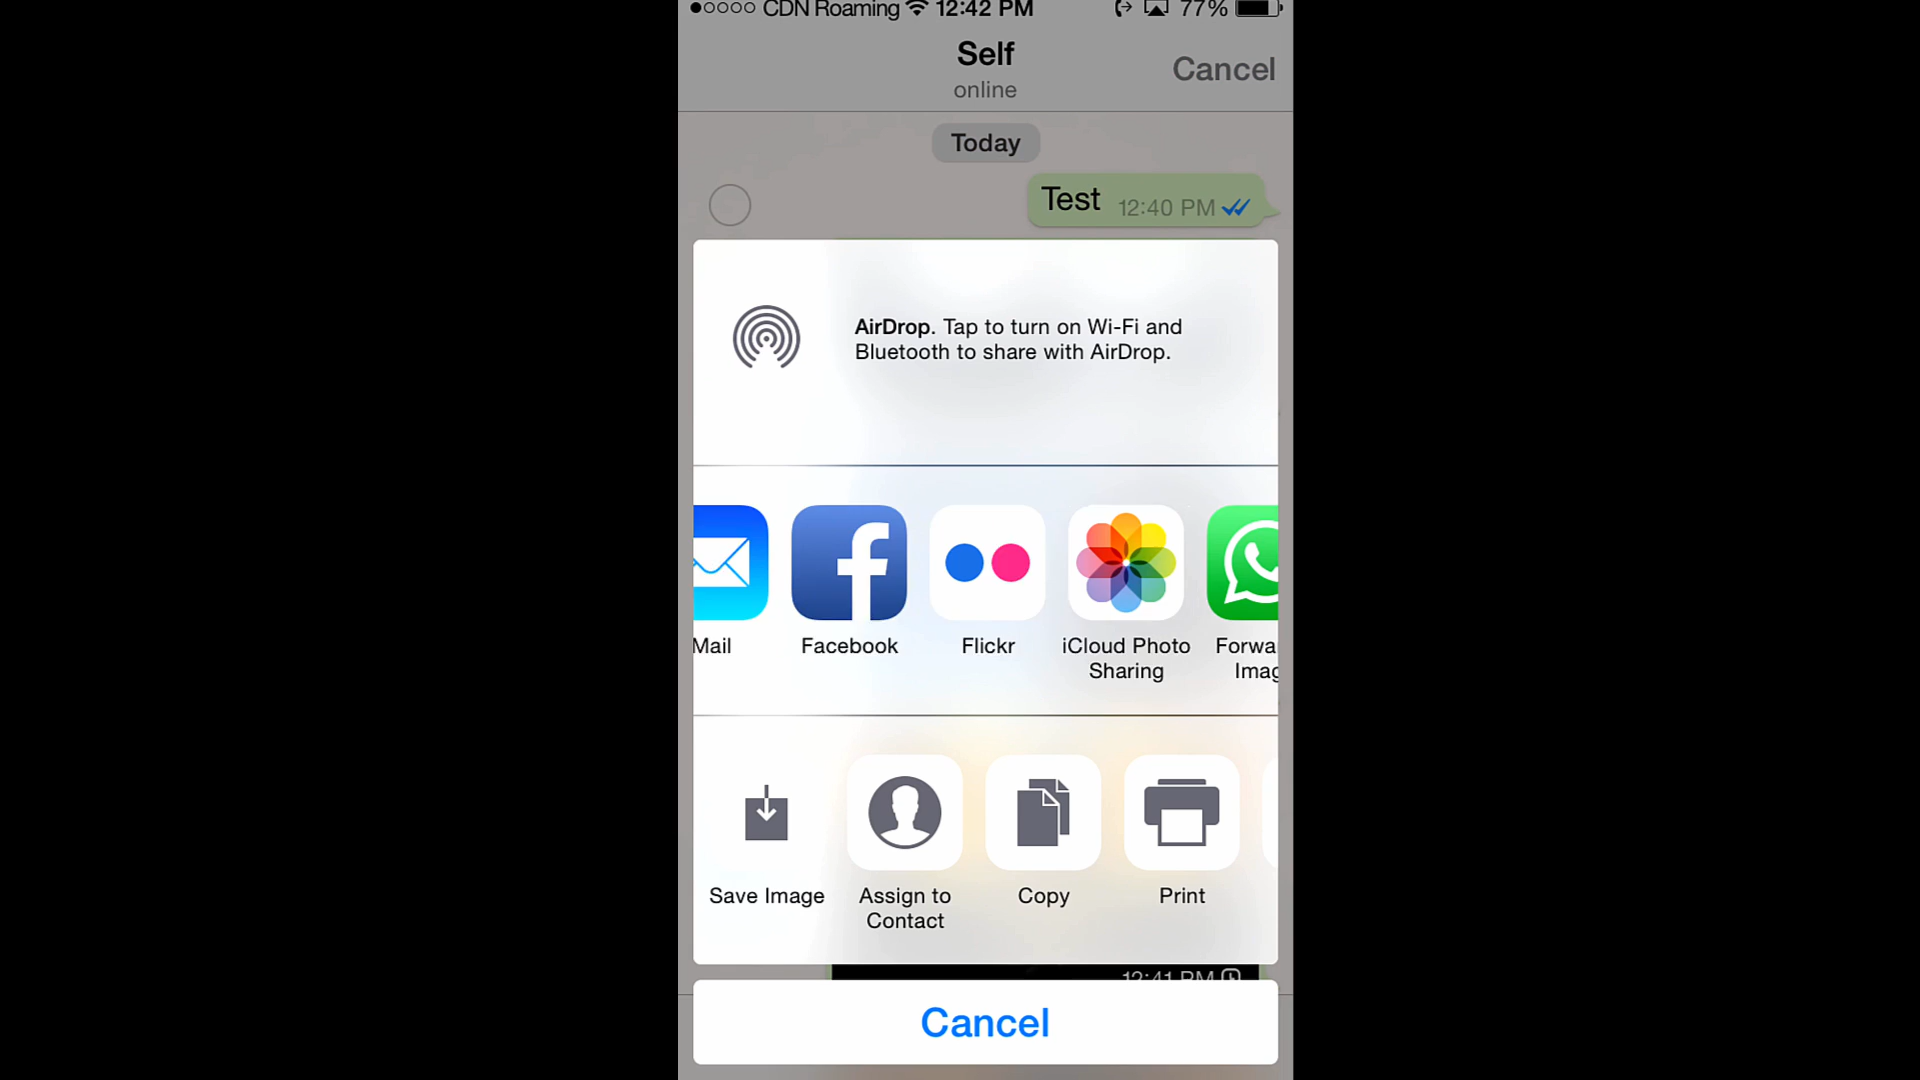 CDN Roaming 12:42 PM 77%
Self
online
Cancel
Today
Test 12:40 PM
AirDrop. Tap to turn on Wi-Fi and
Bluetooth to share with AirDrop.
Mail
Facebook
Flickr
iCloud Photo
Sharing
Forwa
Imag
Save Image
Assign to
Contact
Copy
Print
12:41 PM
Cancel